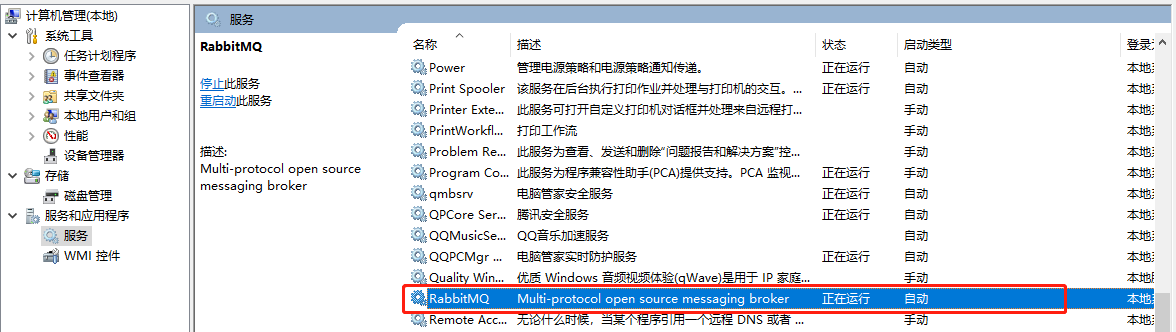 计算机管理(本地)
系统工具
任务计划程序
事件查看器
共享文件夹
本地用户和组
性能
设备管理器
存储
磁盘管理
服务和应用程序
服务
WMI 控件
服务
RabbitMQ
停止此服务
重启动此服务
描述:
Multi-protocol open source
messaging broker
名称 描述 状态 启动类型 登录
Power 管理电源策略和电源策略通知传递。 正在运行 自动 本地
Print Spooler 该服务在后台执行打印作业并处理与打印机的交互。... 正在运行 自动 本地
Printer Exte... 此服务可打开自定义打印机对话框并处理来自远程打... 手动 本地
PrintWorkfl... 打印工作流 手动 本地
Problem Re... 此服务为查看、发送和删除“问题报告和解决方案”控... 手动 本地
Program Co... 此服务为程序兼容性助手(PCA)提供支持。PCA 监视... 正在运行 手动 本地
qmbsrv 电脑管家安全服务 正在运行 自动 本地
QPCore Ser... 腾讯安全服务 正在运行 自动 本地
QQMusicSe... QQ音乐加速服务 手动 本地
QQPCMgr ... 电脑管家实时防护服务 正在运行 自动 本地
Quality Win... 优质 Windows 音频视频体验(qWave)是用于 IP 家庭... 手动 本地
RabbitMQ Multi-protocol open source messaging broker 正在运行 自动 本地
Remote Acc... 无论什么时候，当某个程序引用一个远程 DNS 或者 手动 本地